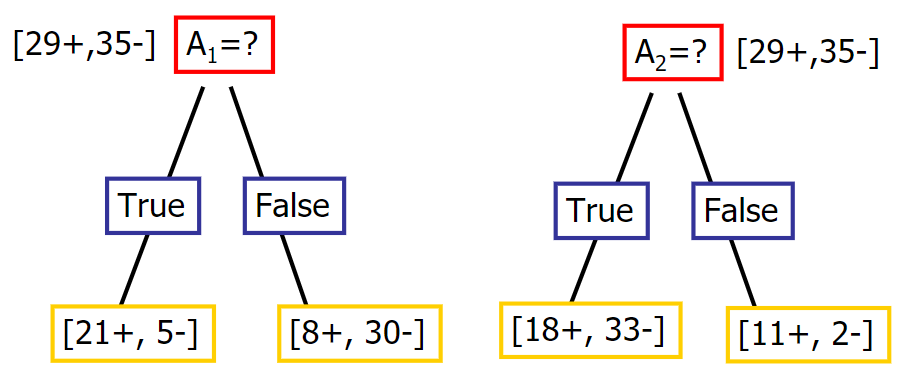 [29+,35-] A1=?
True False
[21+, 5-] [8+, 30-]
A2=? [29+,35-]
True False
[18+, 33-] [11+, 2-]